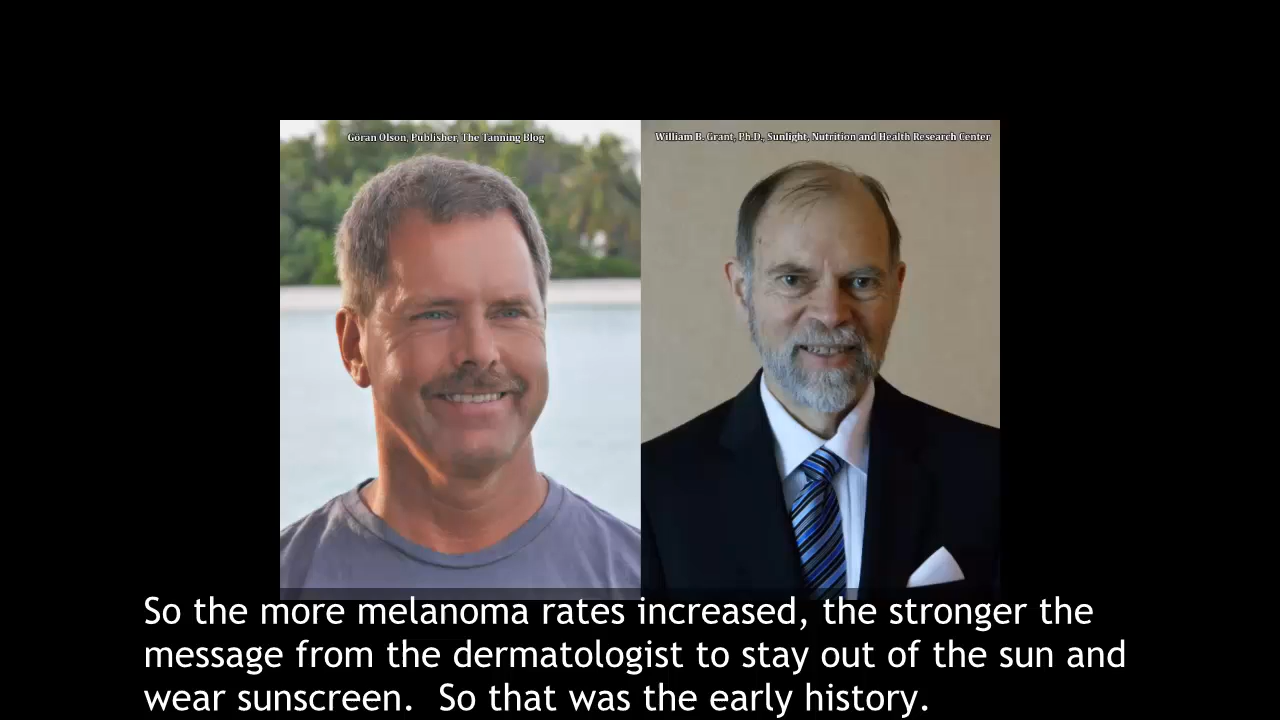 Göran Olson, Publisher, The Tanning Blog
William B. Grant, Ph.D., Sunlight, Nutrition and Health Research Center
So the more melanoma rates increased, the stronger the
message from the dermatologist to stay out of the sun and
wear sunscreen.  So that was the early history.